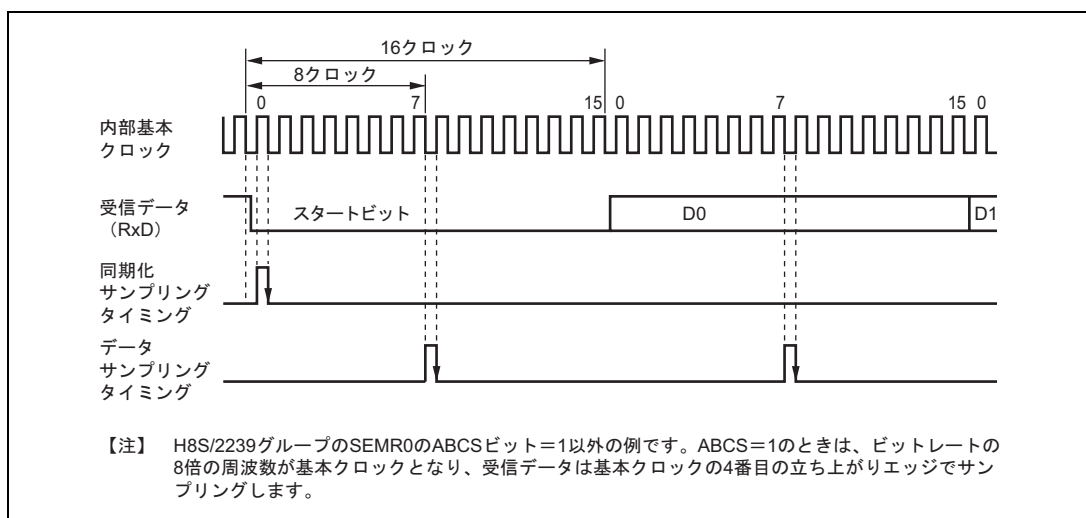 16クロック
8クロック
0 7 15 0 7 15 0
内部基本
クロック
受信データ
（RxD）
スタートビット D0 D1
同期化
サンプリング
タイミング
データ
サンプリング
タイミング
【注】 H8S/2239グループのSEMR0のABCSビット＝1以外の例です。ABCS＝1のときは、ビットレートの
8倍の周波数が基本クロックとなり、受信データは基本クロックの4番目の立ち上がりエッジでサン
プリングします。